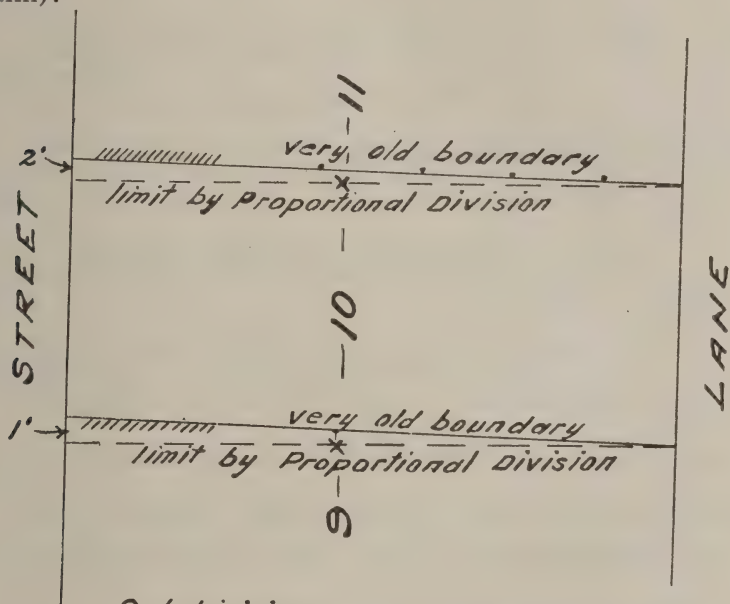 11
very old boundary
2'
limit by Proportional Division
STREET
10
LANE
very old boundary
1'
limit by Proportional Division
9